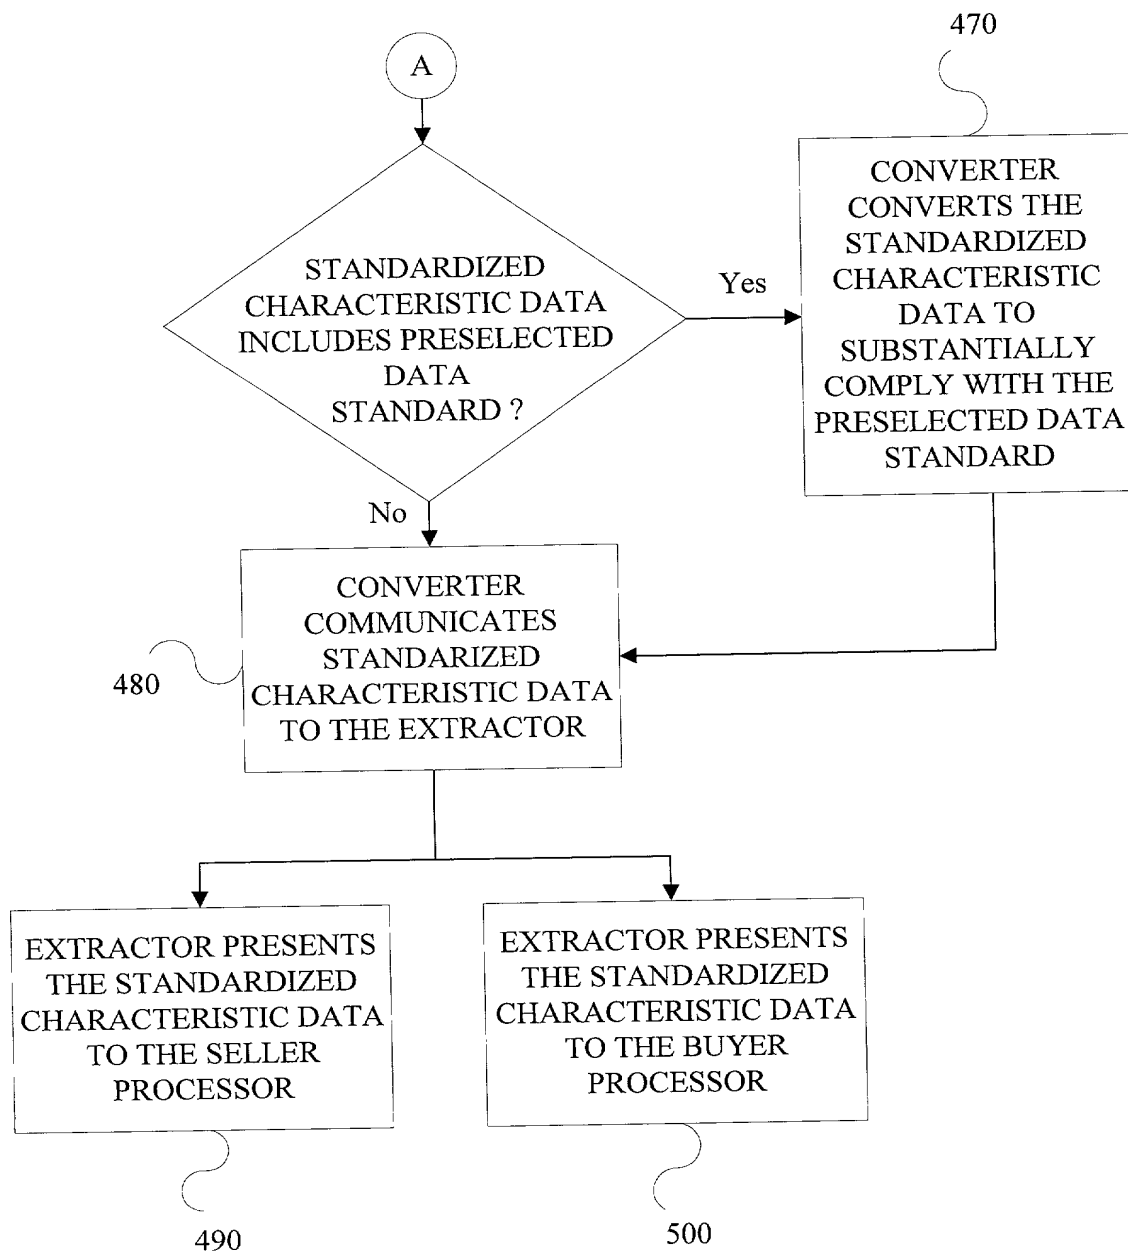 470
A
CONVERTER
CONVERTS THE
STANDARDIZED
CHARACTERISTIC
DATA TO
SUBSTANTIALLY
COMPLY WITH THE
PRESELECTED DATA
STANDARD
STANDARDIZED
CHARACTERISTIC DATA
INCLUDES PRESELECTED
DATA
STANDARD ?
Yes
No
CONVERTER
COMMUNICATES
STANDARIZED
CHARACTERISTIC DATA
TO THE EXTRACTOR
480
EXTRACTOR PRESENTS
THE STANDARDIZED
CHARACTERISTIC DATA
TO THE SELLER
PROCESSOR
EXTRACTOR PRESENTS
THE STANDARDIZED
CHARACTERISTIC DATA
TO THE BUYER
PROCESSOR
490
500